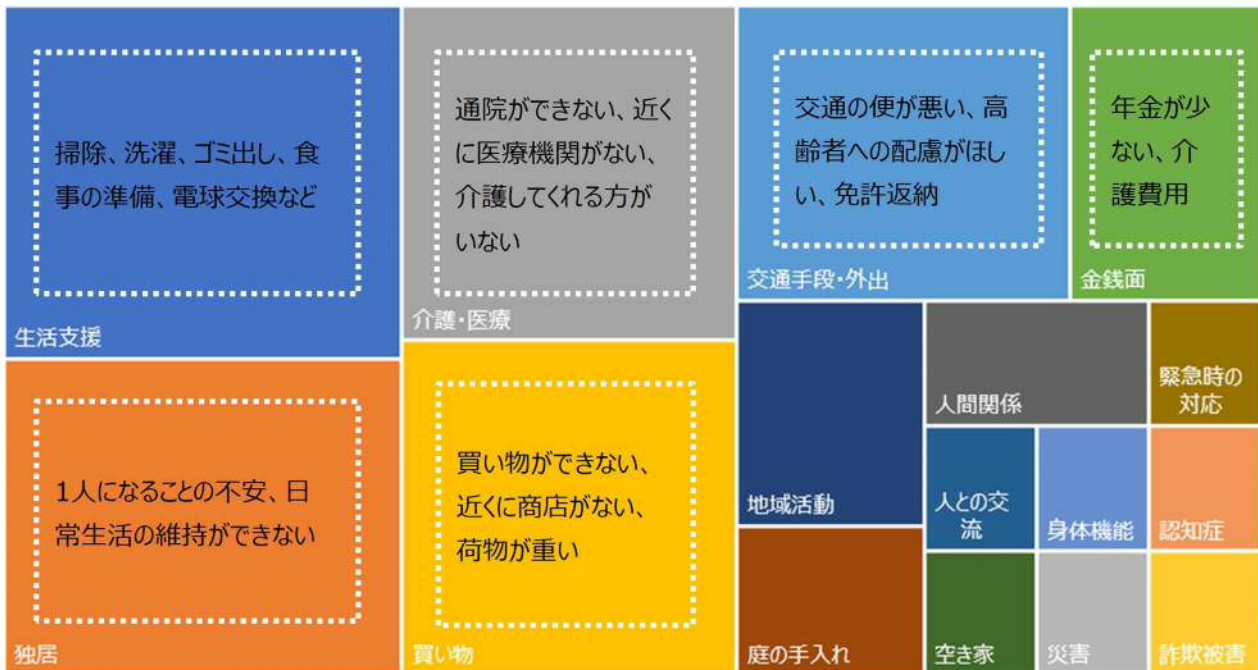 掃除、洗濯、ゴミ出し、食
事の準備、電球交換など
生活支援
通院ができない、近く
に医療機関がない、
介護してくれる方が
いない
介護・医療
交通の便が悪い、高
齢者への配慮がほし
い、免許返納
交通手段・外出
年金が少
ない、介
護費用
金銭面
1人になることの不安、日
常生活の維持ができない
独居
買い物ができない、
近くに商店がない、
荷物が重い
買い物
地域活動
庭の手入れ
人間関係
緊急時の
対応
人との交
流
身体機能
認知症
空き家
災害
詐欺被害